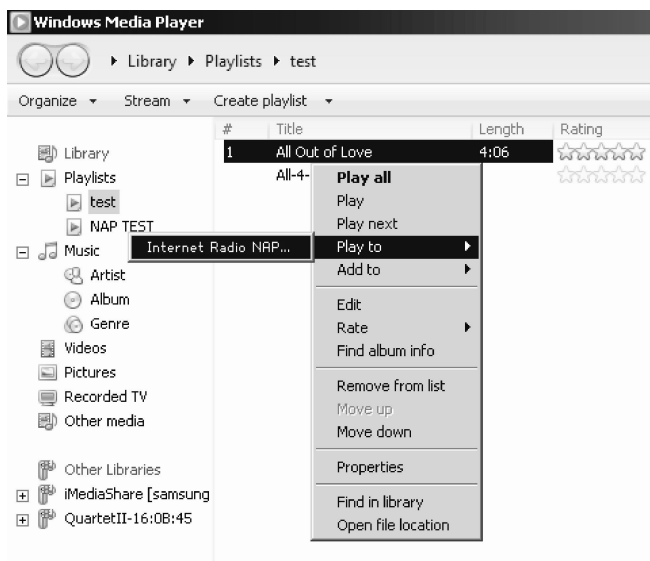 Windows Media Player
Library Playlists test
Organize Stream Create playlist
# Title Length Rating
Library
Playlists
test
NAP TEST
Music
Artist
Album
Genre
Videos
Pictures
Recorded TV
Other media
Other Libraries
iMediaShare [samsung
QuartetII-16:0B:45
1 All Out of Love 4:06
All-4-
Play all
Play
Play next
Play to
Internet Radio NAP...
Add to
Edit
Rate
Find album info
Remove from list
Move up
Move down
Properties
Find in library
Open file location